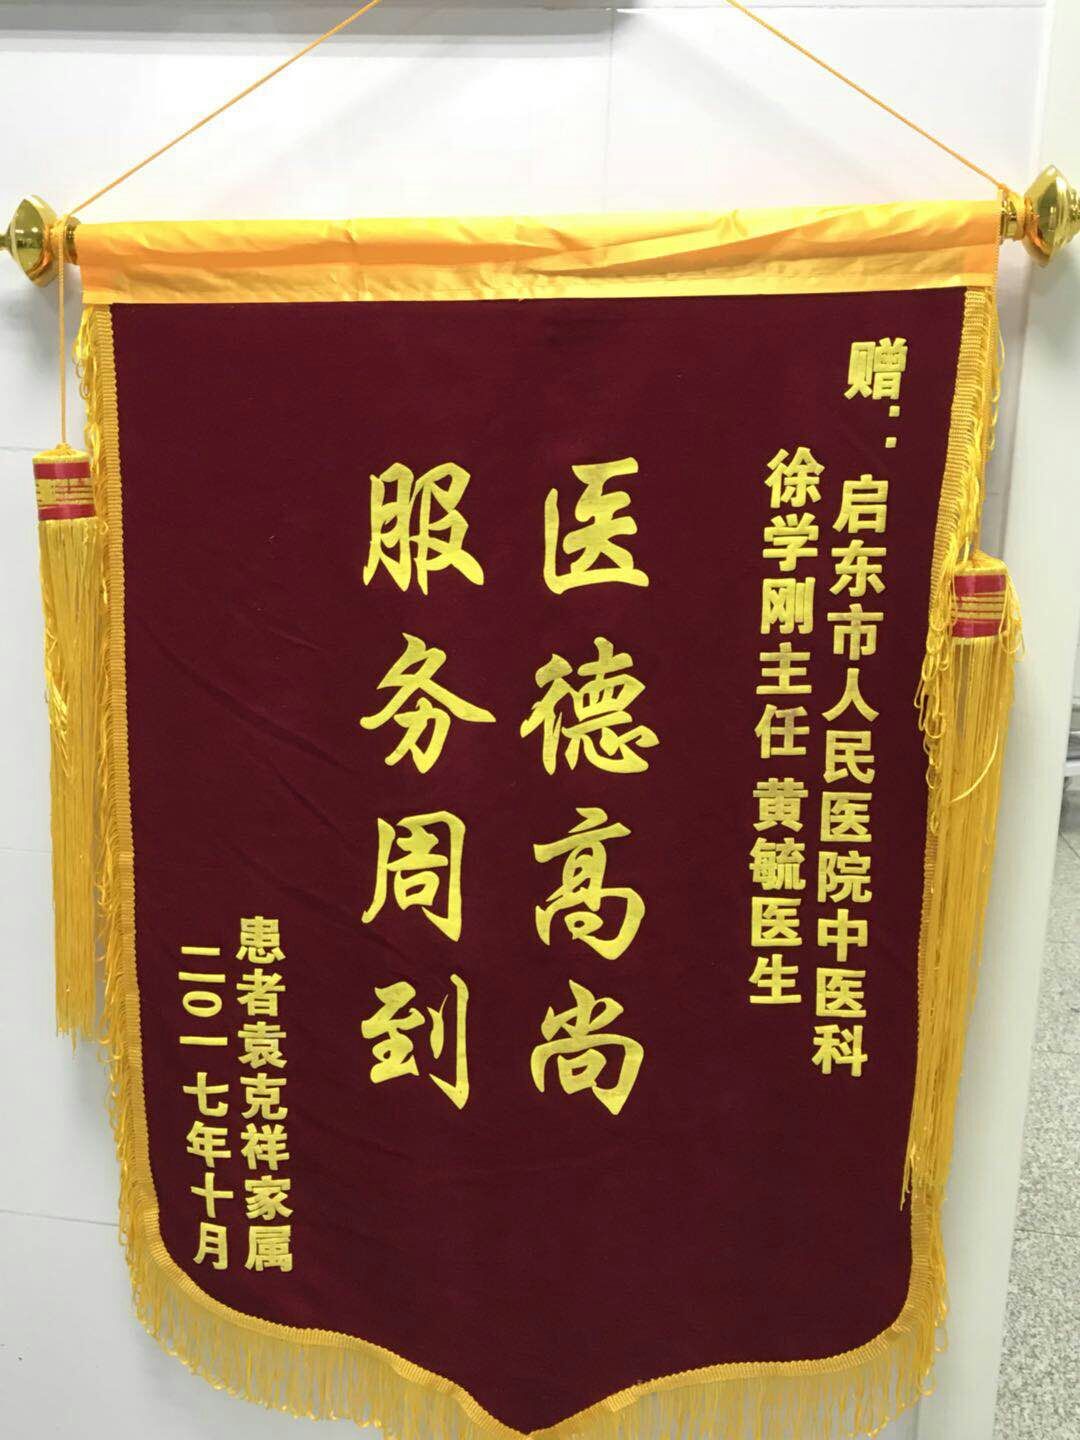 赠：启东市人民医院中医科
徐学刚主任 黄毓医生
医德高尚
服务周到
患者袁克祥家属
二〇一七年十月